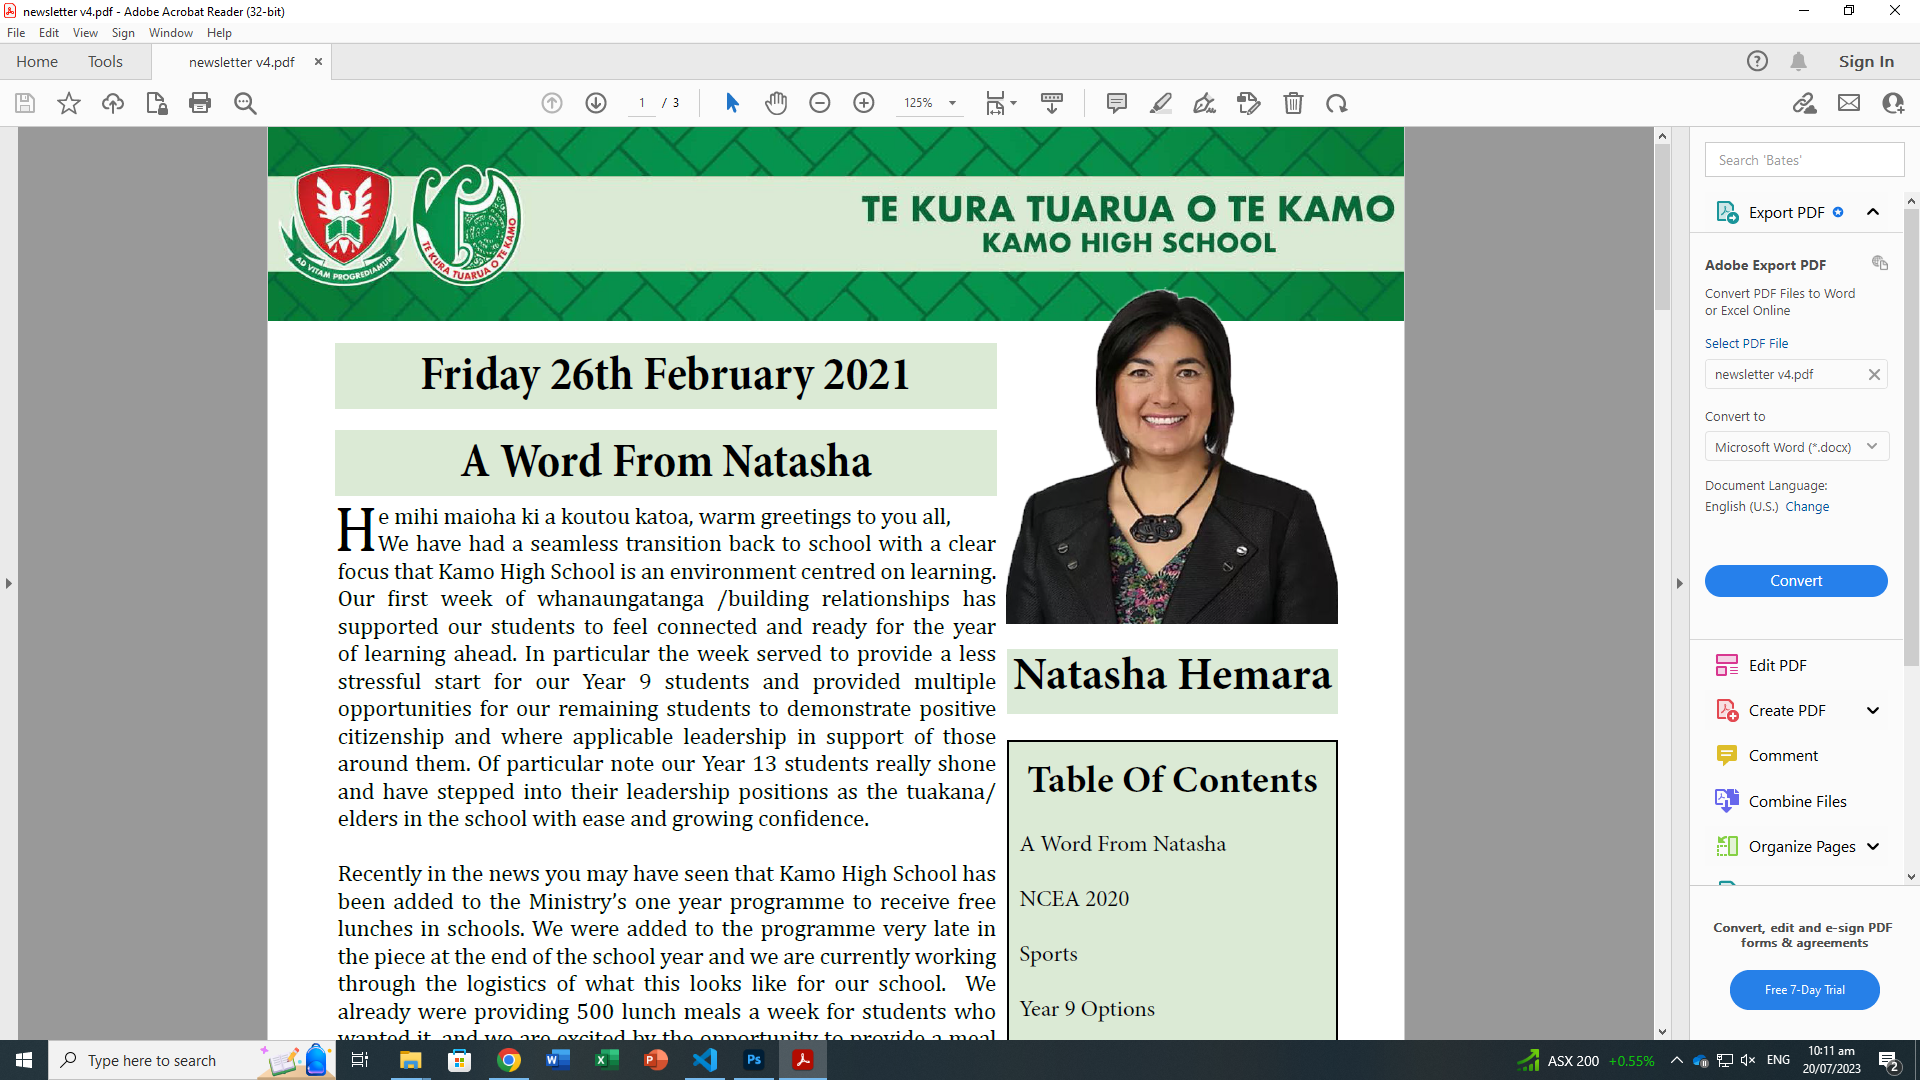 newsletter v4.pdf - Adobe Acrobat Reader (32-bit)
File Edit View Sign Window Help
Home Tools newsletter v4.pdf Sign In
1 / 3 125%
AD VITAM PROGREDIAMUR
TE KURA TUARUA O TE KAMO
TE KURA TUARUA O TE KAMO
KAMO HIGH SCHOOL
Friday 26th February 2021
A Word From Natasha
He mihi maioha ki a koutou katoa, warm greetings to you all,
We have had a seamless transition back to school with a clear
focus that Kamo High School is an environment centred on learning.
Our first week of whanaungatanga /building relationships has
supported our students to feel connected and ready for the year
of learning ahead. In particular the week served to provide a less
stressful start for our Year 9 students and provided multiple
opportunities for our remaining students to demonstrate positive
citizenship and where applicable leadership in support of those
around them. Of particular note our Year 13 students really shone
and have stepped into their leadership positions as the tuakana/
elders in the school with ease and growing confidence.
Recently in the news you may have seen that Kamo High School has
been added to the Ministry's one year programme to receive free
lunches in schools. We were added to the programme very late in
the piece at the end of the school year and we are currently working
through the logistics of what this looks like for our school. We
already were providing 500 lunch meals a week for students who
wanted it, and we are excited by the opportunity to provide a meal
Natasha Hemara
Table Of Contents
A Word From Natasha
NCEA 2020
Sports
Year 9 Options
Search 'Bates'
Export PDF
Adobe Export PDF
Convert PDF Files to Word
or Excel Online
Select PDF File
newsletter v4.pdf
Convert to
Microsoft Word (*.docx)
Document Language:
English (U.S.) Change
Convert
Edit PDF
Create PDF
Comment
Combine Files
Organize Pages
Convert, edit and e-sign PDF
forms & agreements
Free 7-Day Trial
Type here to search
ASX 200 +0.55%
ENG
10:11 am
20/07/2023
2